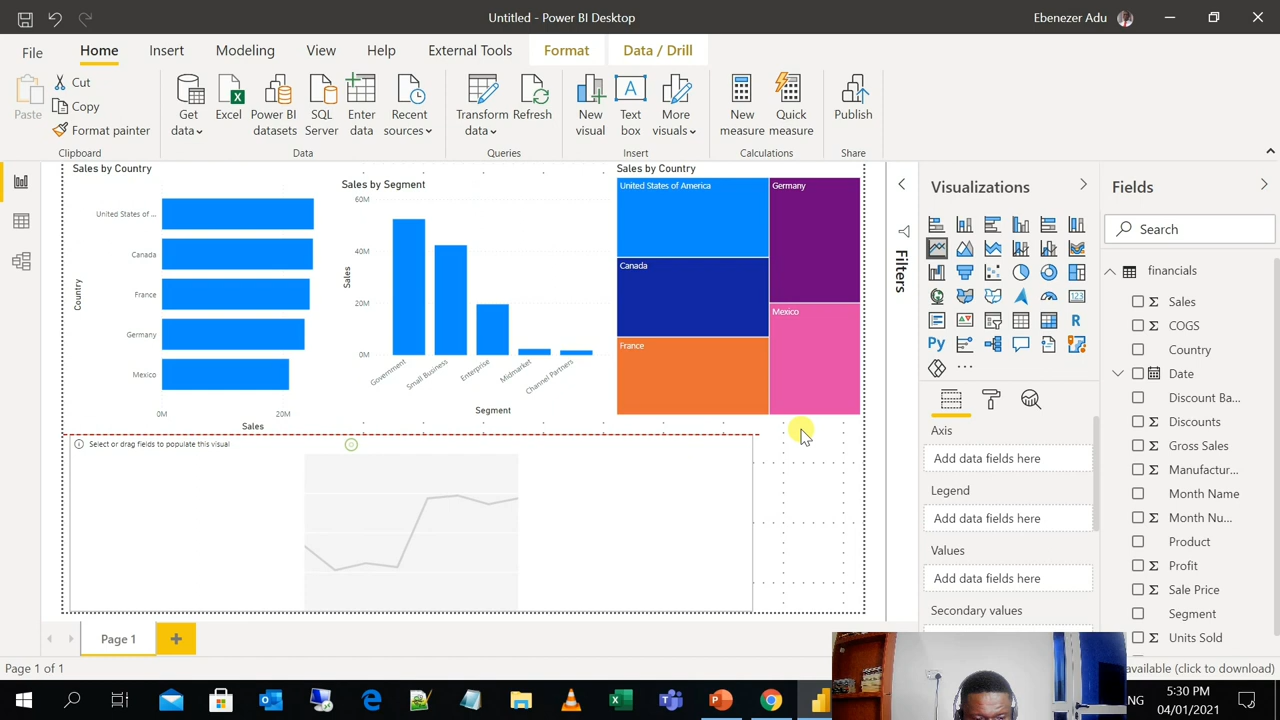 Untitled - Power BI Desktop
Ebenezer Adu
File
Home
Insert
Modeling
View
Help
External Tools
Format
Data / Drill
Paste
Cut
Copy
Format painter
Clipboard
Get
data
Excel
Power BI
datasets
SQL
Server
Enter
data
Recent
sources
Data
Transform
data
Refresh
Queries
New
visual
A
Text
box
More
visuals
Insert
New
measure
Quick
measure
Calculations
Publish
Share
Sales by Country
United States of ...
Canada
France
Germany
Mexico
Country
0M
20M
Sales
Sales by Segment
60M
40M
20M
0M
Sales
Government
Small Business
Enterprise
Midmarket
Channel Partners
Segment
Sales by Country
United States of America
Canada
France
Germany
Mexico
Select or drag fields to populate this visual
Filters
Visualizations
123
R
Py
...
Axis
Add data fields here
Legend
Add data fields here
Values
Add data fields here
Secondary values
Fields
Search
financials
Σ Sales
Σ COGS
Country
Date
Discount Ba...
Σ Discounts
Σ Gross Sales
Σ Manufactur...
Month Name
Σ Month Nu...
Product
Σ Profit
Σ Sale Price
Segment
Σ Units Sold
Page 1
Page 1 of 1
available (click to download)
NG
5:30 PM
04/01/2021